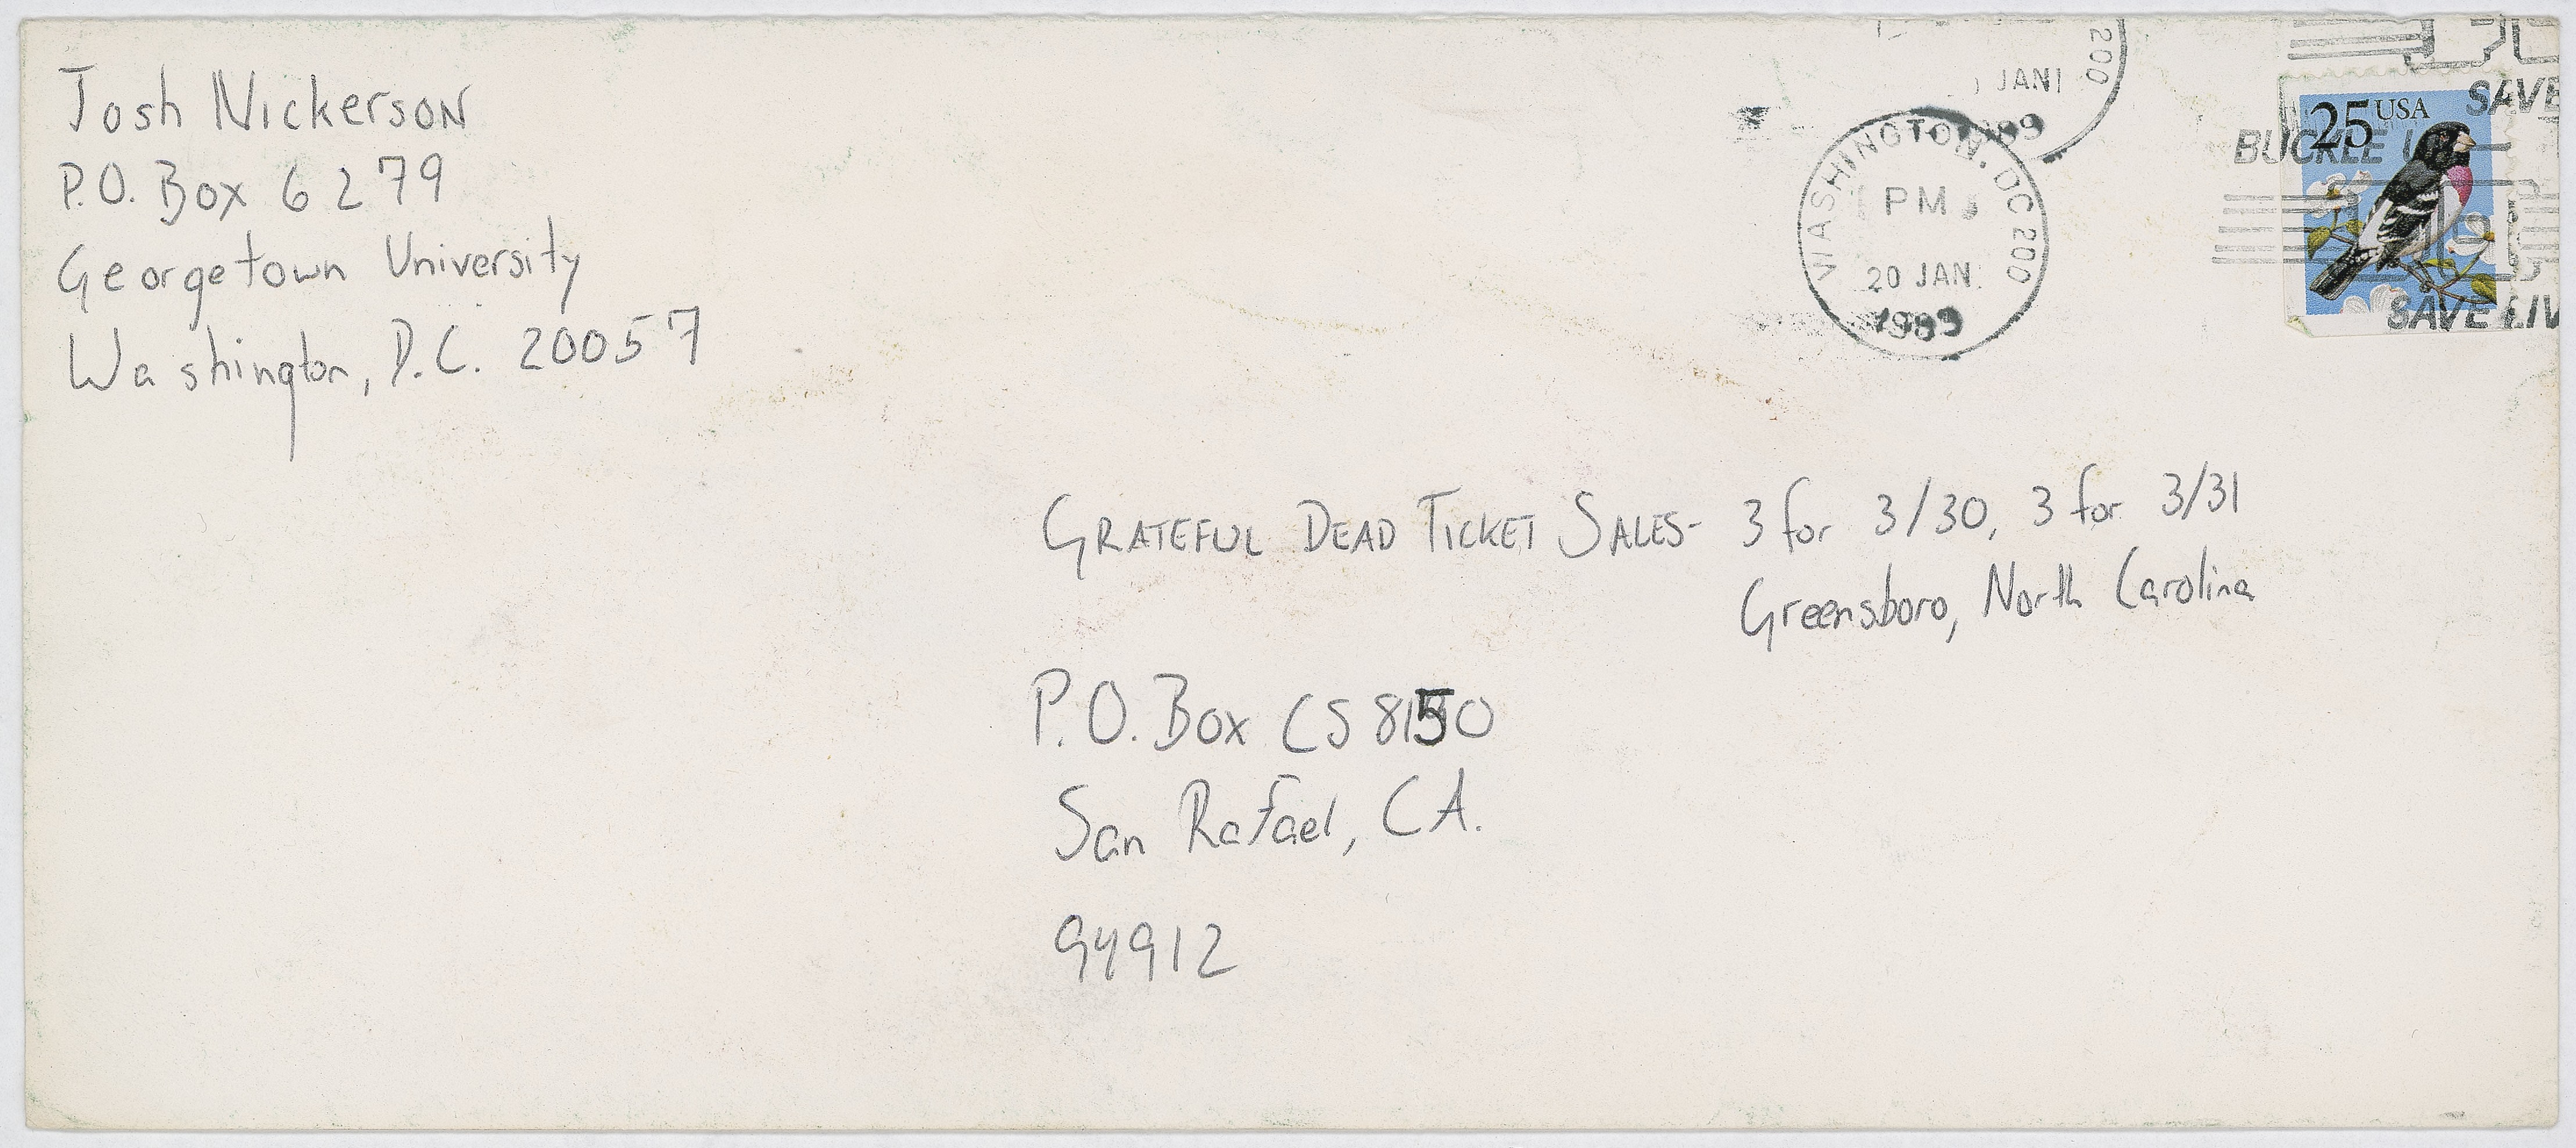 Josh Nickerson
P.O. Box 6279
Georgetown University
Washington, D.C. 20057
200
JAN
WASHINGTON, DC 200
PM
20 JAN
1989
SAVE
25 USA
BUCKLE U
SAVE LIV
GRATEFUL DEAD TICKET SALES- 3 for 3/30, 3 for 3/31
Greensboro, North Carolina
P.O. Box CS 8150
San Rafael, CA.
94912